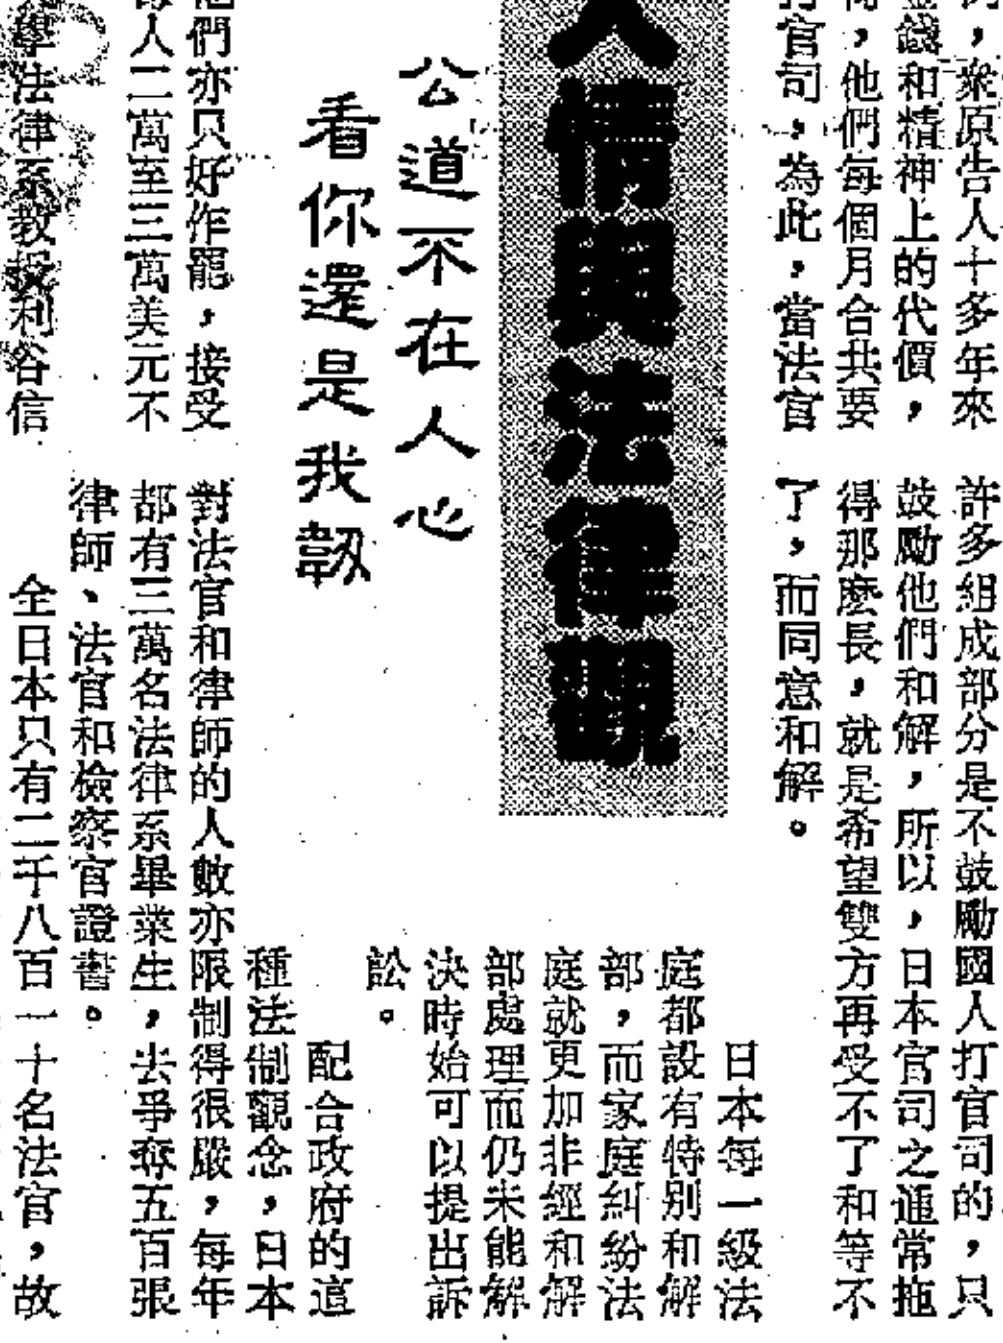 ，衆原告人十多年來
金錢和精神上的代價，
，他們每個月合共要
打官司，為此，當法官
許多組成部分是不鼓勵國人打官司的，只
鼓勵他們和解，所以，日本官司之通常拖
得那麽長，就是希望雙方再受不了和等不
了，而同意和解。
人情與法律觀
公道不在人心
看你還是我韌
日本每一級法
庭都設有特別和解
部，而家庭糾紛法
庭就更加非經和解
部處理而仍未能解
決時始可以提出訴
訟。
配合政府的這
種法制觀念，日本
他們亦只好作罷，接受
每人二萬至三萬美元不
學法律系教授利谷信
對法官和律師的人數亦限制得很嚴，每年
都有三萬名法律系畢業生，去爭奪五百張
律師、法官和檢察官證書。
全日本只有二千八百一十名法官，故